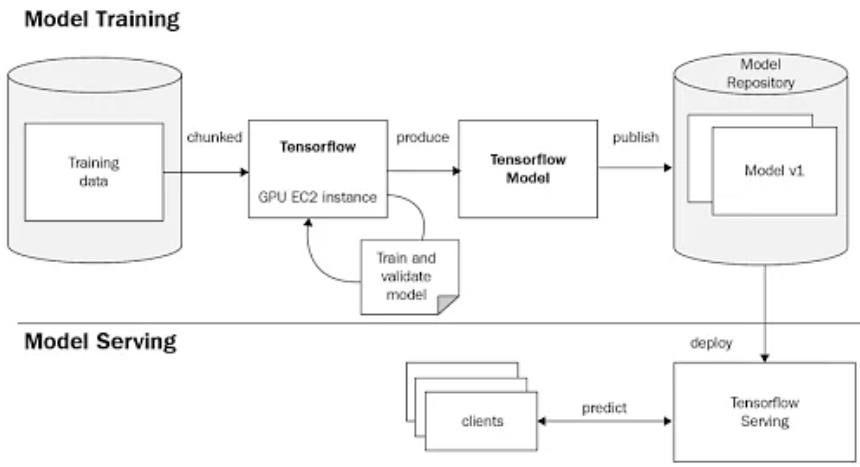 Model Training
Training
data
chunked
Tensorflow
GPU EC2 instance
Train and
validate
model
produce
Tensorflow
Model
publish
Model
Repository
Model v1
Model Serving
deploy
clients
predict
Tensorflow
Serving